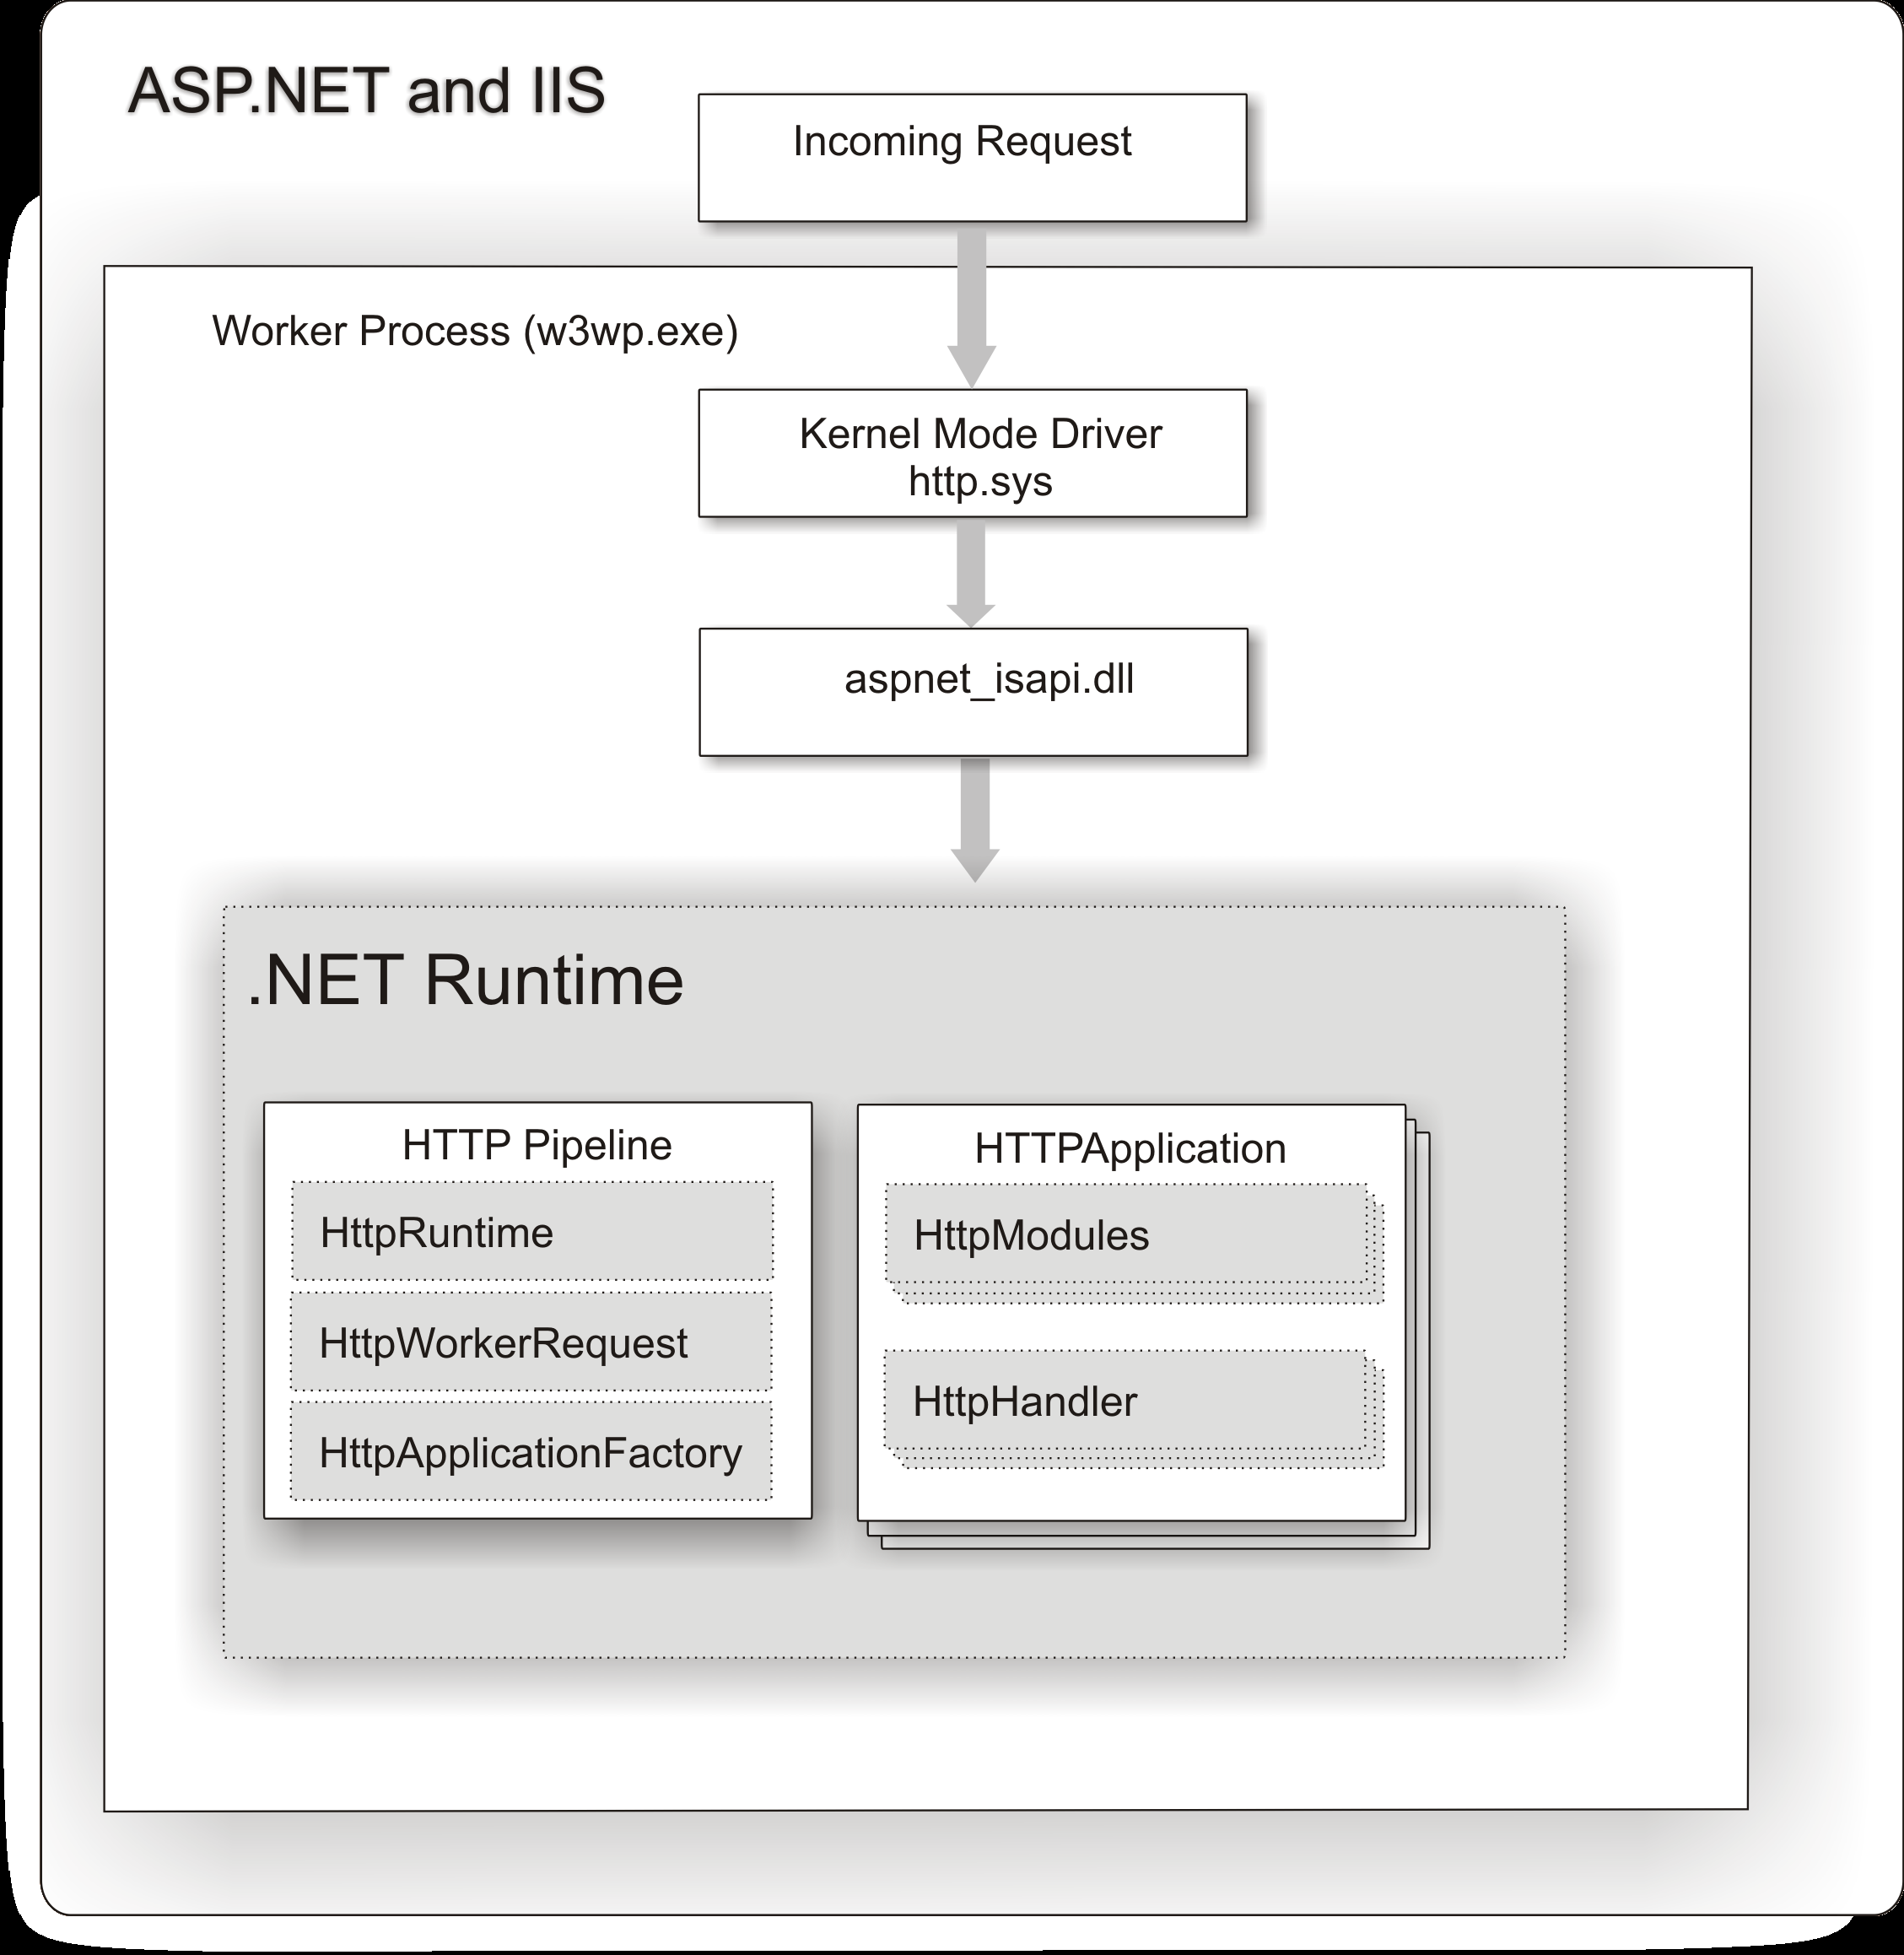 ASP.NET and IIS
Incoming Request
Worker Process (w3wp.exe)
Kernel Mode Driver
http.sys
aspnet_isapi.dll
.NET Runtime
HTTP Pipeline
HttpRuntime
HttpWorkerRequest
HttpApplicationFactory
HTTPApplication
HttpModules
HttpHandler